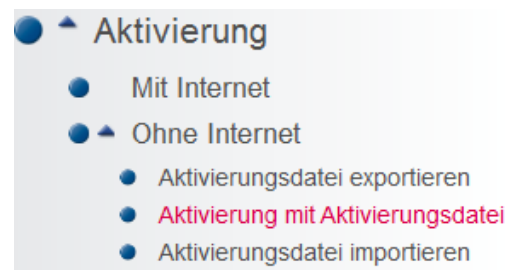 Aktivierung
Mit Internet
Ohne Internet
Aktivierungsdatei exportieren
Aktivierung mit Aktivierungsdatei
Aktivierungsdatei importieren